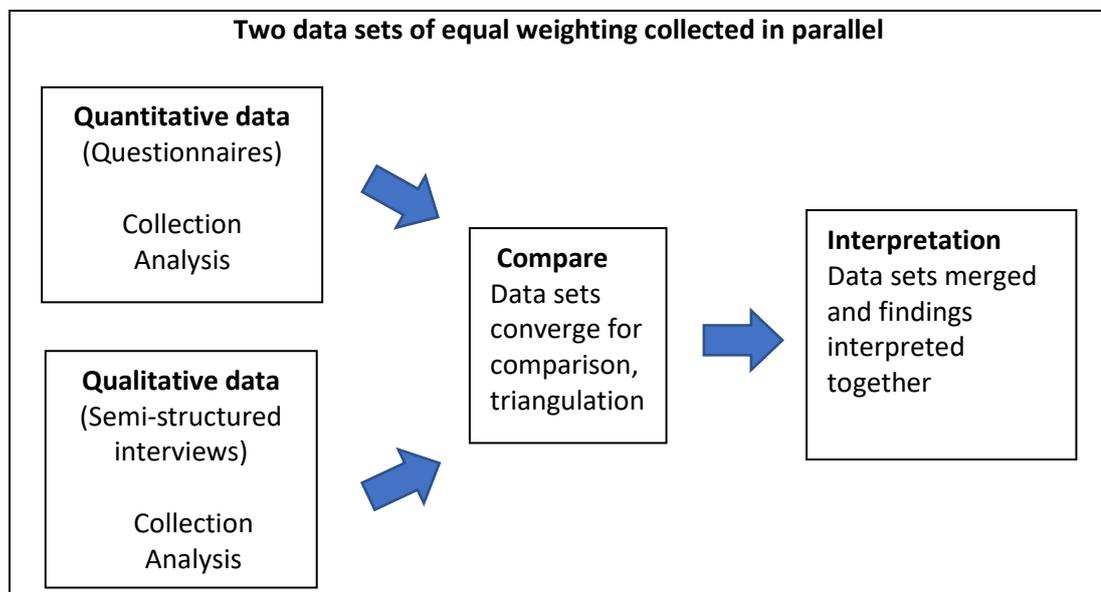 Two data sets of equal weighting collected in parallel
Quantitative data
(Questionnaires)
Collection
Analysis
Qualitative data
(Semi-structured
interviews)
Collection
Analysis
Compare
Data sets
converge for
comparison,
triangulation
Interpretation
Data sets merged
and findings
interpreted
together